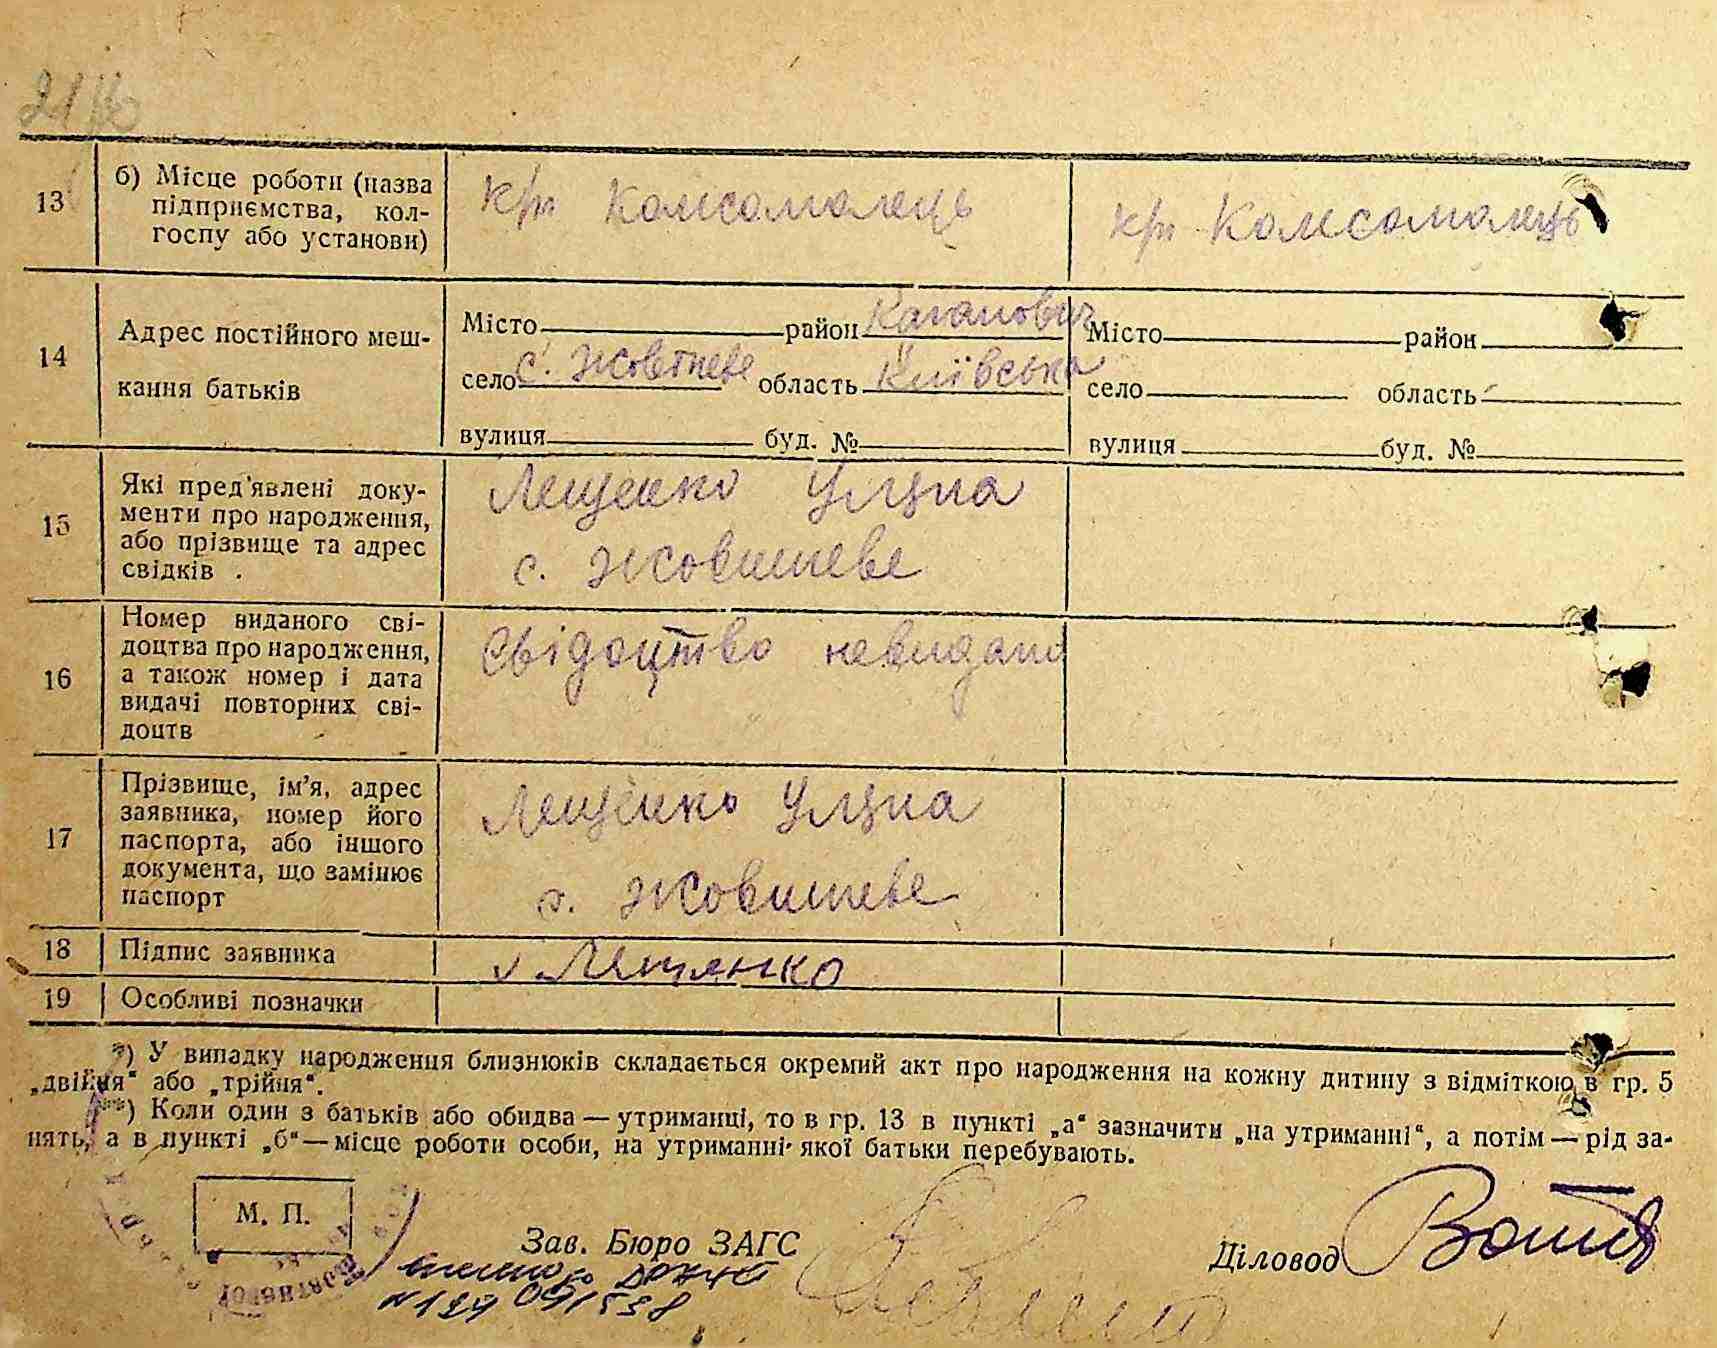 13 б) Місце роботи (назва підприємства, кол-
госпу або установи)
к/г Комсомолець
к/г Комсомолець
14 Адрес постійного меш-
кання батьків
Місто район Каганович
село с. Жовтневе область Київська
вулиця буд. №
Місто район
село область
вулиця буд. №
15 Які пред'явлені доку-
менти про народження,
або прізвище та адрес
свідків .
Лещенко Уляна
с. Жовтневе
16 Номер виданого сві-
доцтва про народження,
а також номер і дата
видачі повторних сві-
доцтв
Свідоцтво невидано
17 Прізвище, ім'я, адрес
заявника, номер його
паспорта, або іншого
документа, що замінює
паспорт
Лещенко Уляна
с. Жовтневе
18 Підпис заявника
Лещенко
19 Особливі позначки
*) У випадку народження близнюків складається окремий акт про народження на кожну дитину з відміткою в гр. 5
„двійня“ або „трійня“.
**) Коли один з батьків або обидва — утриманці, то в гр. 13 в пункті „а“ зазначити „на утриманні“, а потім — рід за-
нять, а в пункті „б“ — місце роботи особи, на утриманні якої батьки перебувають.
М. П.
Зав. Бюро ЗАГС
Діловод